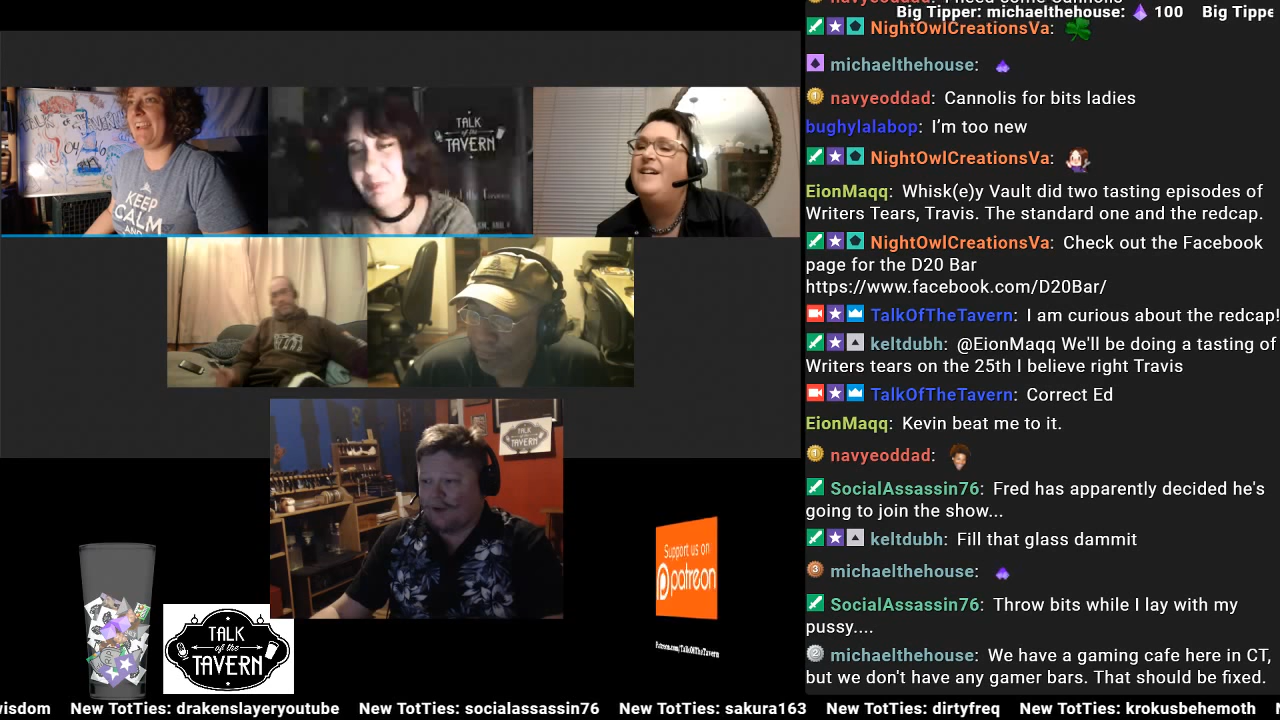 Big Tipper: michaelthehouse: 100 Big Tippe
NightOwlCreationsVa:
michaelthehouse:
navyeoddad: Cannolis for bits ladies
bughylalabop: I'm too new
NightOwlCreationsVa:
EionMaqq: Whisk(e)y Vault did two tasting episodes of
Writers Tears, Travis. The standard one and the redcap.
NightOwlCreationsVa: Check out the Facebook
page for the D20 Bar
https://www.facebook.com/D20Bar/
TalkOfTheTavern: I am curious about the redcap!
keltdubh: @EionMaqq We'll be doing a tasting of
Writers tears on the 25th I believe right Travis
TalkOfTheTavern: Correct Ed
EionMaqq: Kevin beat me to it.
navyeoddad:
SocialAssassin76: Fred has apparently decided he's
going to join the show...
keltdubh: Fill that glass dammit
michaelthehouse:
SocialAssassin76: Throw bits while I lay with my
pussy....
michaelthehouse: We have a gaming cafe here in CT,
but we don't have any gamer bars. That should be fixed.
KEEP
CALM
AND
TALK
of the
TAVERN
TALK
of the
TAVERN
Support us on
patreon
Patreon.com/TalkOfTheTavern
TALK
of the
TAVERN
wisdom New TotTies: drakenslayeryoutube New TotTies: socialassassin76 New TotTies: sakura163 New TotTies: dirtyfreq New TotTies: krokusbehemoth